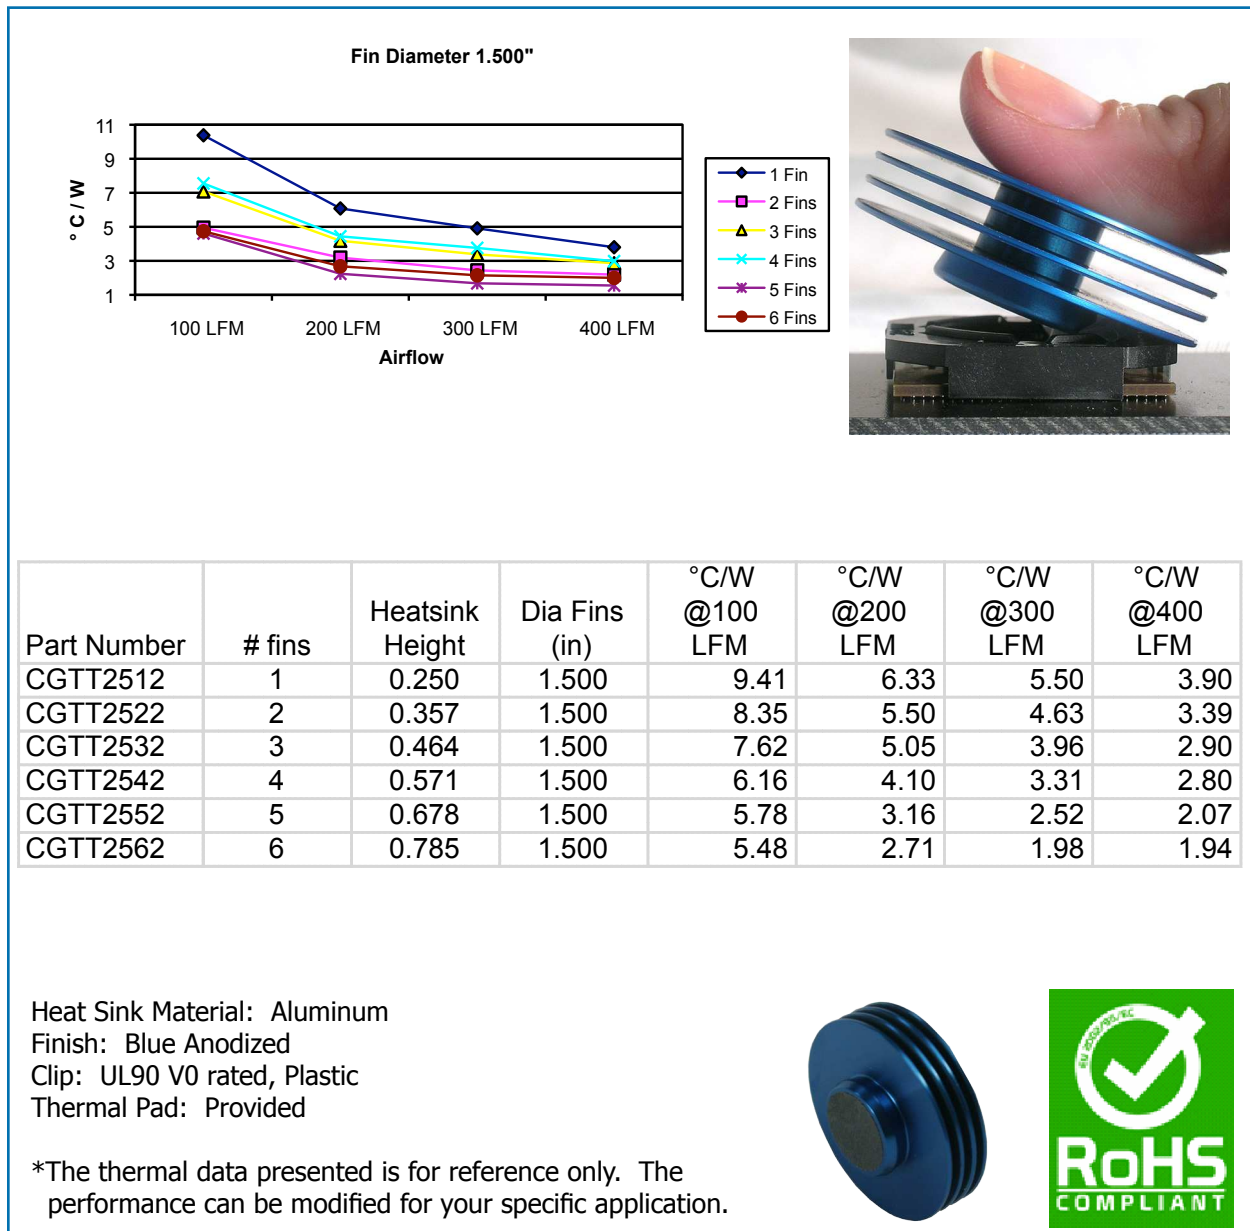 Fin Diameter 1.500"
11
9
7
5
3
1
° C / W
100 LFM 200 LFM 300 LFM 400 LFM
Airflow
1 Fin
2 Fins
3 Fins
4 Fins
5 Fins
6 Fins
Part Number # fins Heatsink Height Dia Fins (in) °C/W @100 LFM °C/W @200 LFM °C/W @300 LFM °C/W @400 LFM
CGTT2512 1 0.250 1.500 9.41 6.33 5.50 3.90
CGTT2522 2 0.357 1.500 8.35 5.50 4.63 3.39
CGTT2532 3 0.464 1.500 7.62 5.05 3.96 2.90
CGTT2542 4 0.571 1.500 6.16 4.10 3.31 2.80
CGTT2552 5 0.678 1.500 5.78 3.16 2.52 2.07
CGTT2562 6 0.785 1.500 5.48 2.71 1.98 1.94
Heat Sink Material: Aluminum
Finish: Blue Anodized
Clip: UL90 V0 rated, Plastic
Thermal Pad: Provided
*The thermal data presented is for reference only. The
performance can be modified for your specific application.
EU 2002/95/EC
RoHS
COMPLIANT